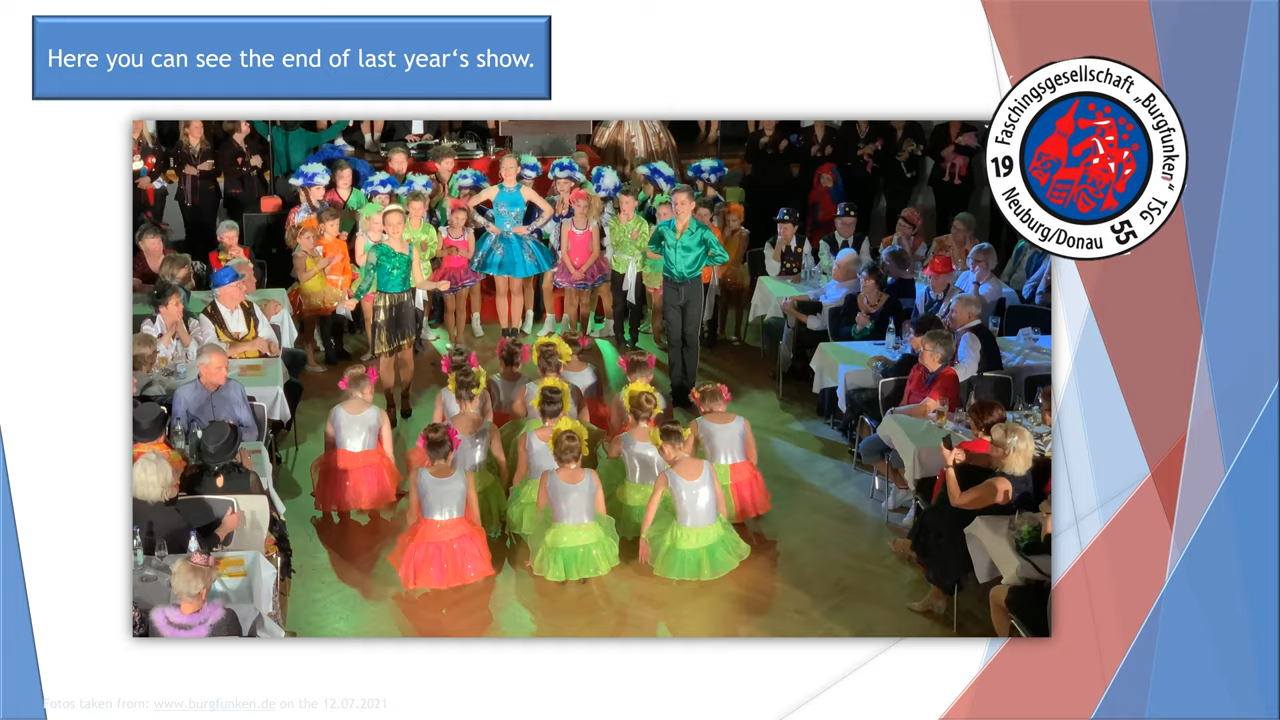 Here you can see the end of last year‘s show.
Faschingsgesellschaft „Burgfunken“ TSG
19 55
Neuburg/Donau
Fotos taken from: www.burgfunken.de on the 12.07.2021